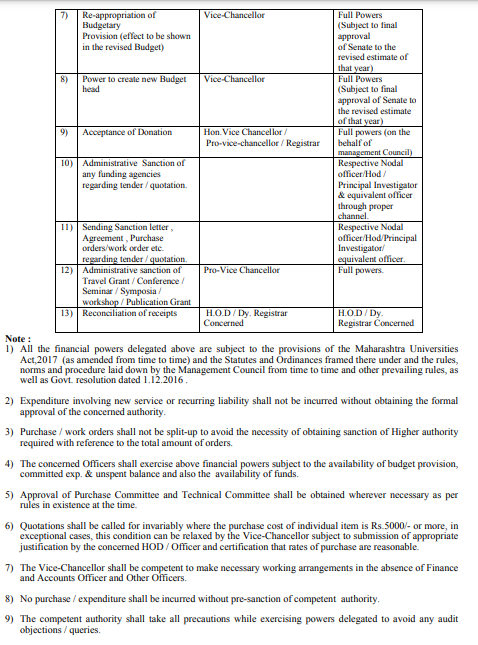 7) Re-appropriation of Vice-Chancellor Full Powers
Budgetary (Subject to final
Provision (effect to be shown approval
in the revised Budget) of Senate to the
revised estimate of
that year)
8) Power to create new Budget Vice-Chancellor Full Powers
head (Subject to final
approval of Senate to
the revised estimate
of that year)
9) Acceptance of Donation Hon.Vice Chancellor / Full powers (on the
Pro-vice-chancellor / Registrar behalf of
management Council)
10) Administrative Sanction of Respective Nodal
any funding agencies officer/Hod /
regarding tender / quotation. Principal Investigator
& equivalent officer
through proper
channel.
11) Sending Sanction letter , Respective Nodal
Agreement , Purchase officer/Hod/Principal
orders/work order etc. Investigator/
regarding tender / quotation. equivalent officer.
12) Administrative sanction of Pro-Vice Chancellor Full powers.
Travel Grant / Conference /
Seminar / Symposia /
workshop / Publication Grant
13) Reconciliation of receipts H.O.D / Dy. Registrar H.O.D / Dy.
Concerned Registrar Concerned
Note :
1) All the financial powers delegated above are subject to the provisions of the Maharashtra Universities
Act,2017 (as amended from time to time) and the Statutes and Ordinances framed there under and the rules,
norms and procedure laid down by the Management Council from time to time and other prevailing rules, as
well as Govt. resolution dated 1.12.2016 .
2) Expenditure involving new service or recurring liability shall not be incurred without obtaining the formal
approval of the concerned authority.
3) Purchase / work orders shall not be split-up to avoid the necessity of obtaining sanction of Higher authority
required with reference to the total amount of orders.
4) The concerned Officers shall exercise above financial powers subject to the availability of budget provision,
committed exp. & unspent balance and also the availability of funds.
5) Approval of Purchase Committee and Technical Committee shall be obtained wherever necessary as per
rules in existence at the time.
6) Quotations shall be called for invariably where the purchase cost of individual item is Rs.5000/- or more, in
exceptional cases, this condition can be relaxed by the Vice-Chancellor subject to submission of appropriate
justification by the concerned HOD / Officer and certification that rates of purchase are reasonable.
7) The Vice-Chancellor shall be competent to make necessary working arrangements in the absence of Finance
and Accounts Officer and Other Officers.
8) No purchase / expenditure shall be incurred without pre-sanction of competent authority.
9) The competent authority shall take all precautions while exercising powers delegated to avoid any audit
objections / queries.